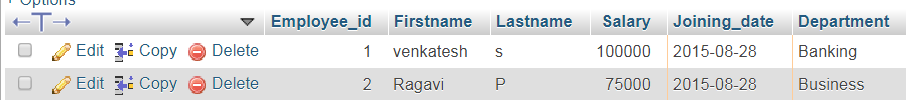 + Options
Employee_id Firstname Lastname Salary Joining_date Department
Edit Copy Delete 1 venkatesh s 100000 2015-08-28 Banking
Edit Copy Delete 2 Ragavi P 75000 2015-08-28 Business